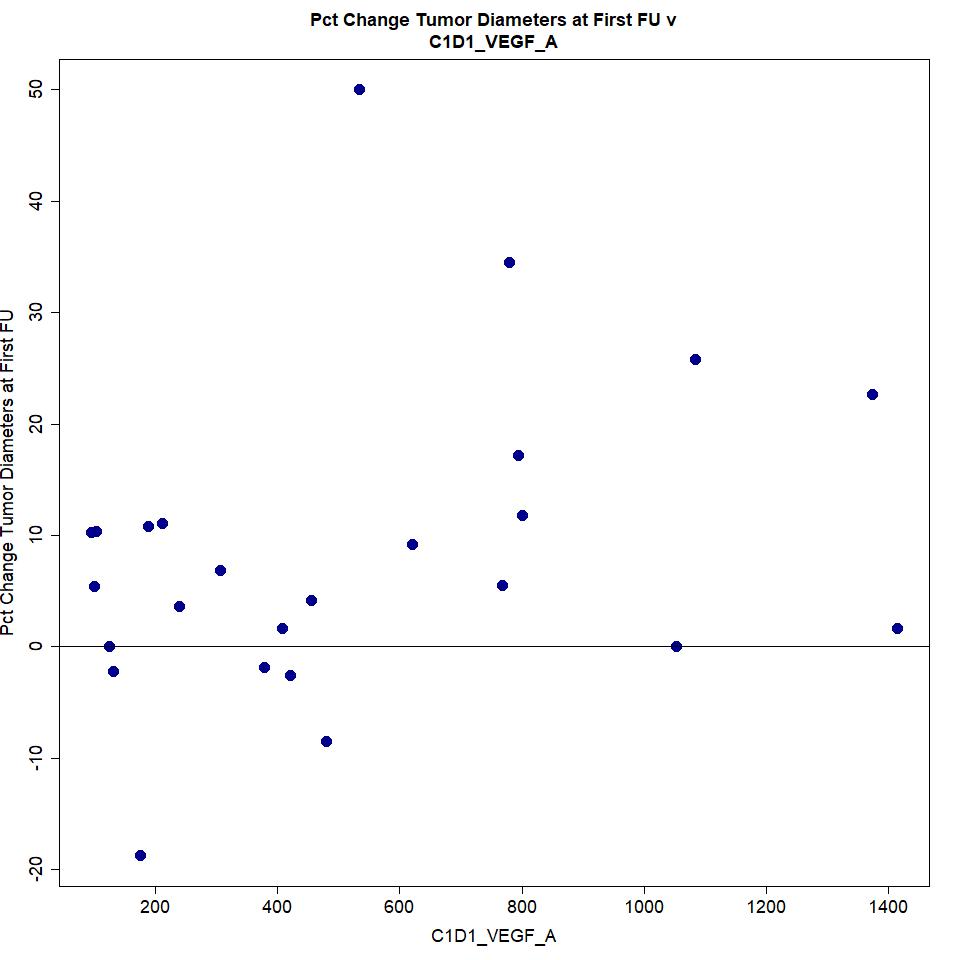 Pct Change Tumor Diameters at First FU v
C1D1_VEGF_A
Pct Change Tumor Diameters at First FU
50
40
30
20
10
0
-10
-20
200 400 600 800 1000 1200 1400
C1D1_VEGF_A